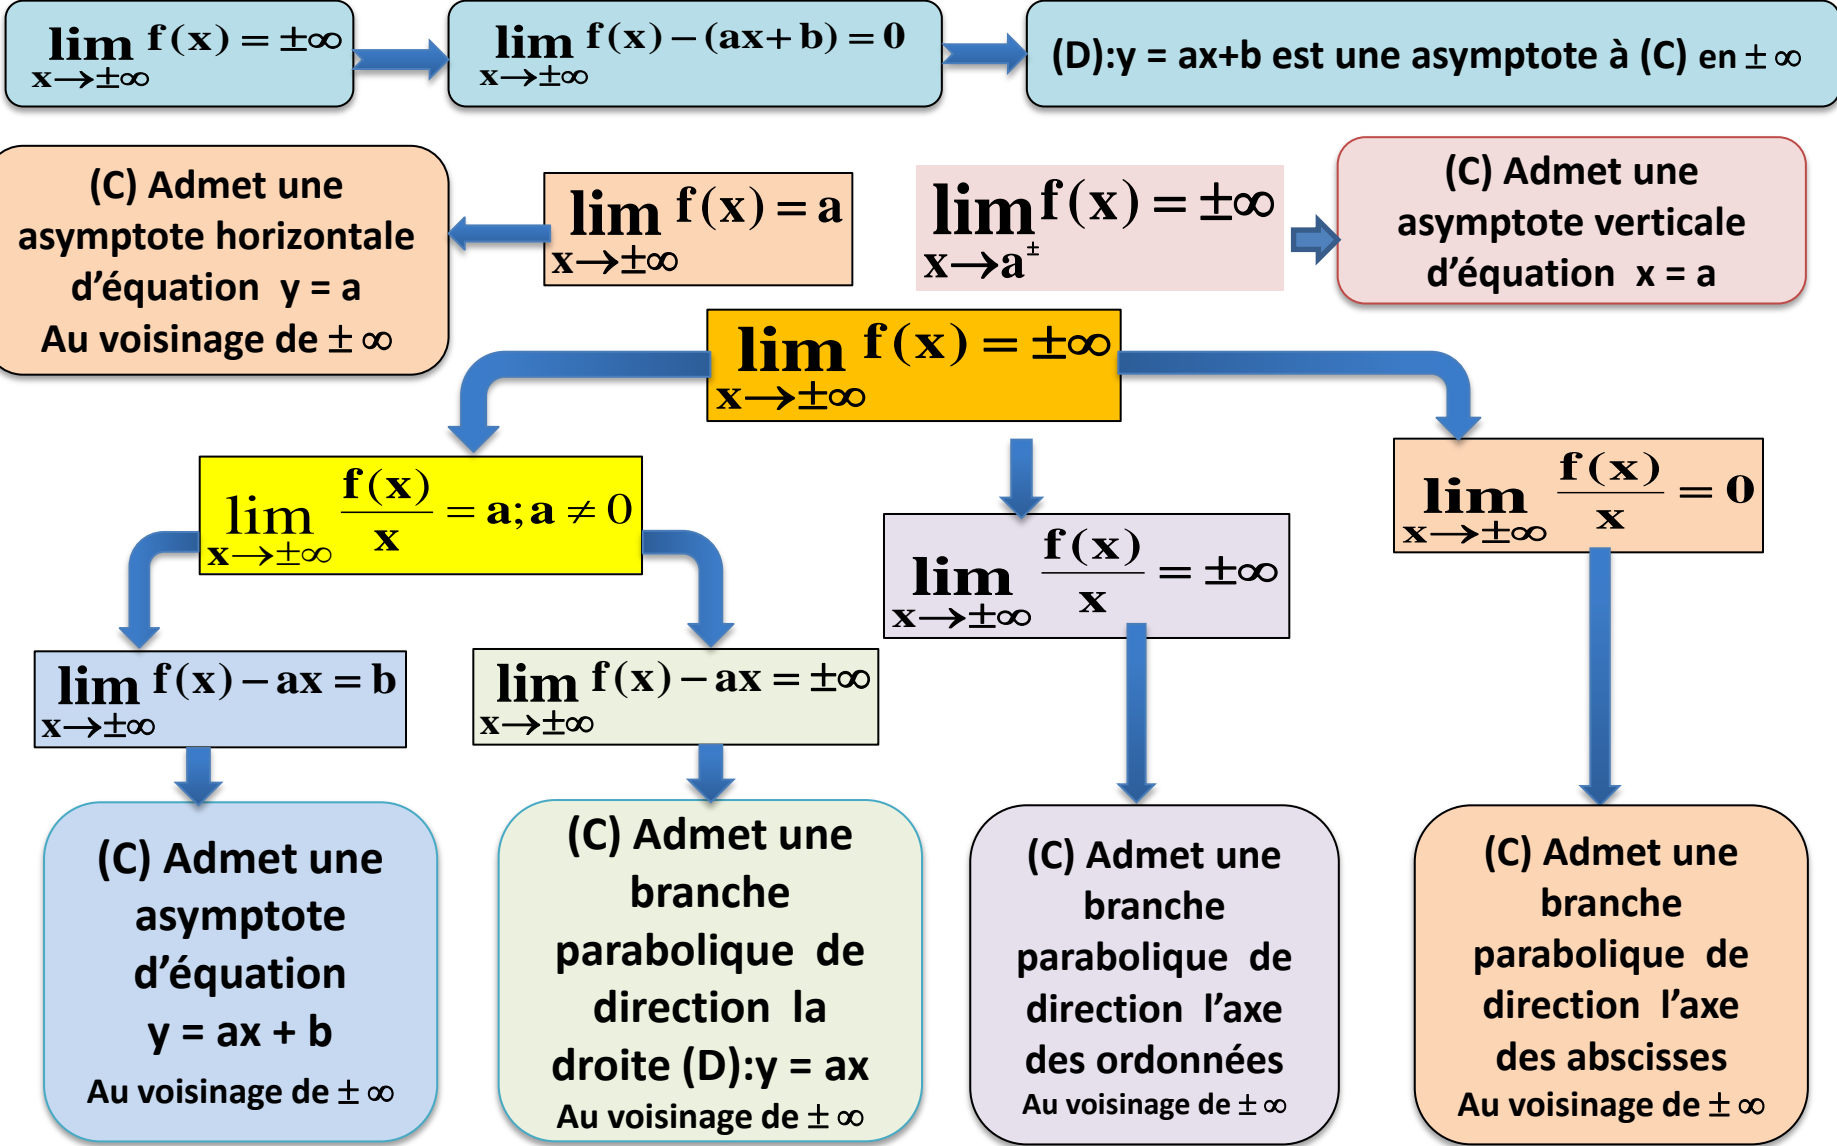 lim f(x) = ±∞
x→±∞
lim f(x) − (ax + b) = 0
x→±∞
(D):y = ax+b est une asymptote à (C) en ± ∞
(C) Admet une
asymptote horizontale
d’équation y = a
Au voisinage de ± ∞
lim f(x) = a
x→±∞
lim f(x) = ±∞
x→a±
(C) Admet une
asymptote verticale
d’équation x = a
lim f(x) = ±∞
x→±∞
lim f(x)/x = a; a ≠ 0
x→±∞
lim f(x)/x = ±∞
x→±∞
lim f(x)/x = 0
x→±∞
lim f(x) − ax = b
x→±∞
lim f(x) − ax = ±∞
x→±∞
(C) Admet une
asymptote
d’équation
y = ax + b
Au voisinage de ± ∞
(C) Admet une
branche
parabolique de
direction la
droite (D):y = ax
Au voisinage de ± ∞
(C) Admet une
branche
parabolique de
direction l’axe
des ordonnées
Au voisinage de ± ∞
(C) Admet une
branche
parabolique de
direction l’axe
des abscisses
Au voisinage de ± ∞